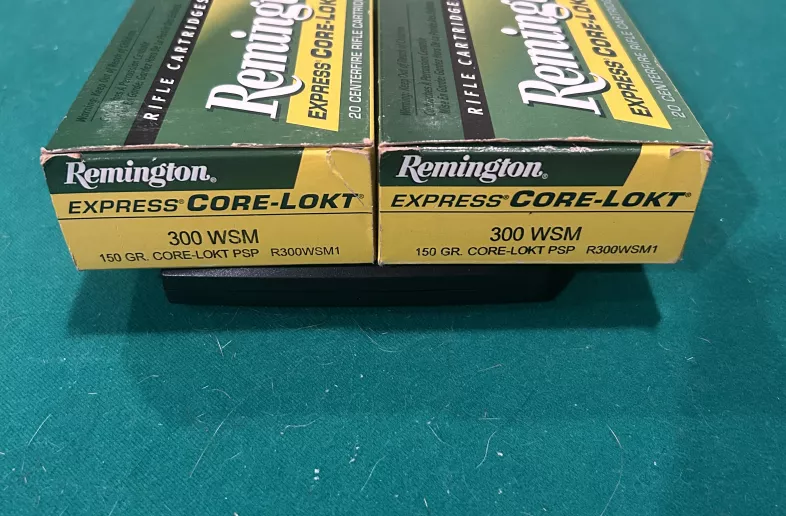 RIFLE CARTRIDGES
Remington
EXPRESS® CORE-LOKT
20 CENTERFIRE RIFLE CARTRIDGES
RIFLE CARTRIDGES
Remington
EXPRESS® CORE-LOKT
20 CENTERFIRE RIFLE CARTRIDGES
Remington®
EXPRESS® CORE-LOKT®
300 WSM
150 GR. CORE-LOKT PSP R300WSM1
Remington®
EXPRESS® CORE-LOKT®
300 WSM
150 GR. CORE-LOKT PSP R300WSM1